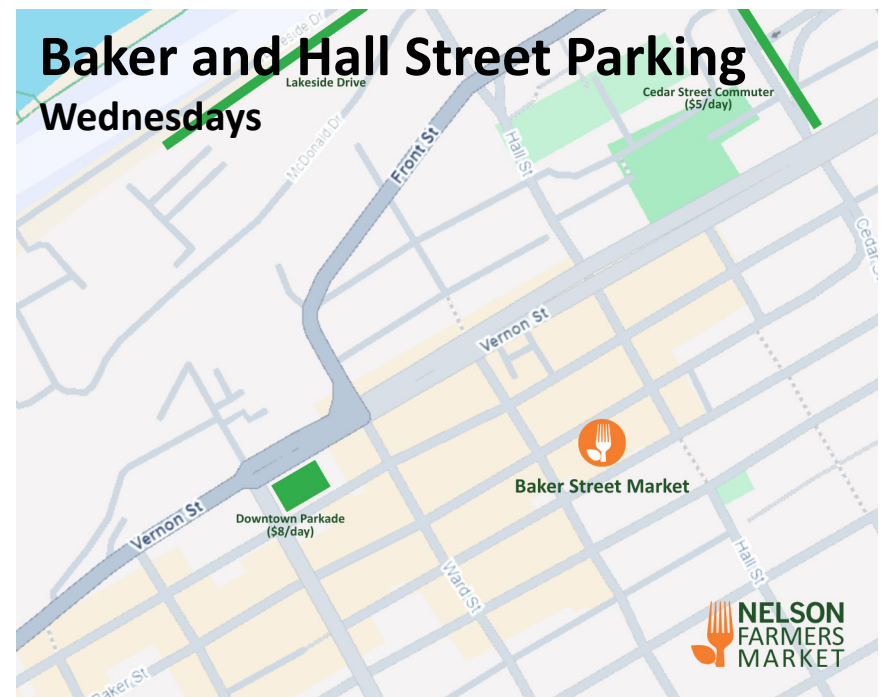 Baker and Hall Street Parking
Wednesdays
eside Dr
Lakeside Drive
Cedar Street Commuter
($5/day)
McDonald Dr
Front St
Hall St
Cedar S
Vernon St
Baker Street Market
Downtown Parkade
($8/day)
Vernon St
Ward St
Hall St
Baker St
NELSON
FARMERS
MARKET